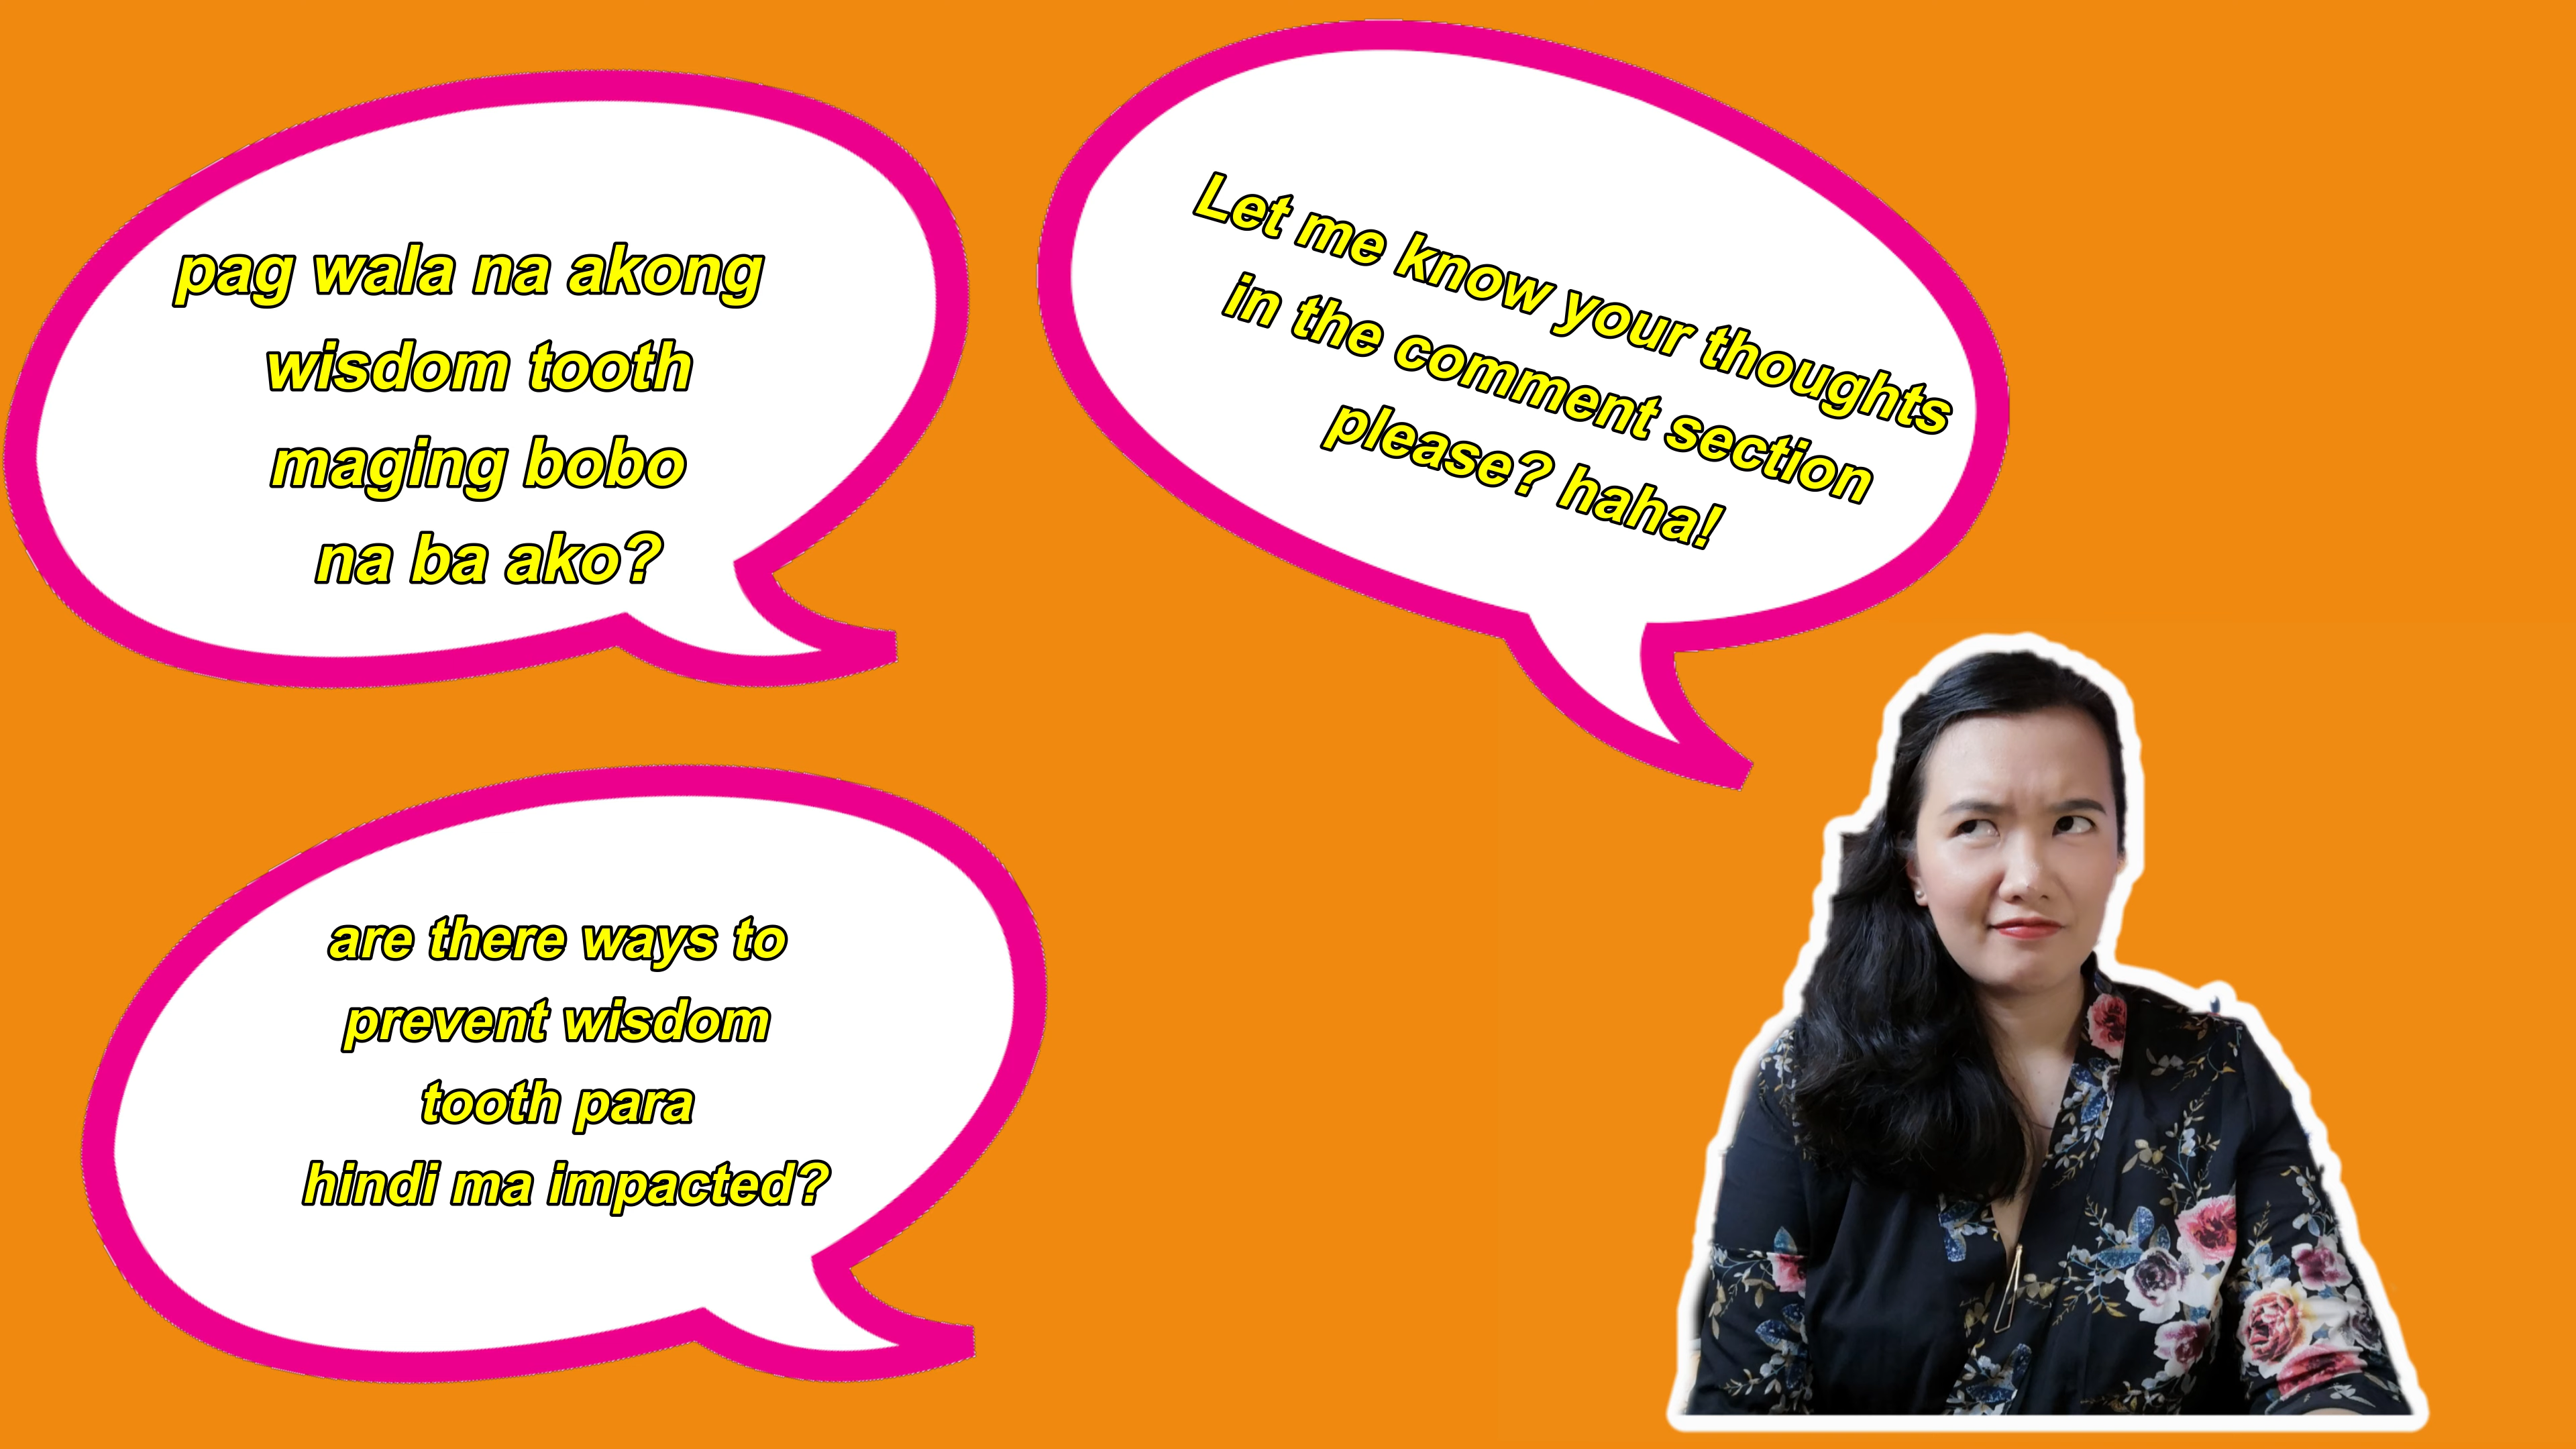 pag wala na akong
wisdom tooth
maging bobo
na ba ako?
Let me know your thoughts
in the comment section
please? haha!
are there ways to
prevent wisdom
tooth para
hindi ma impacted?